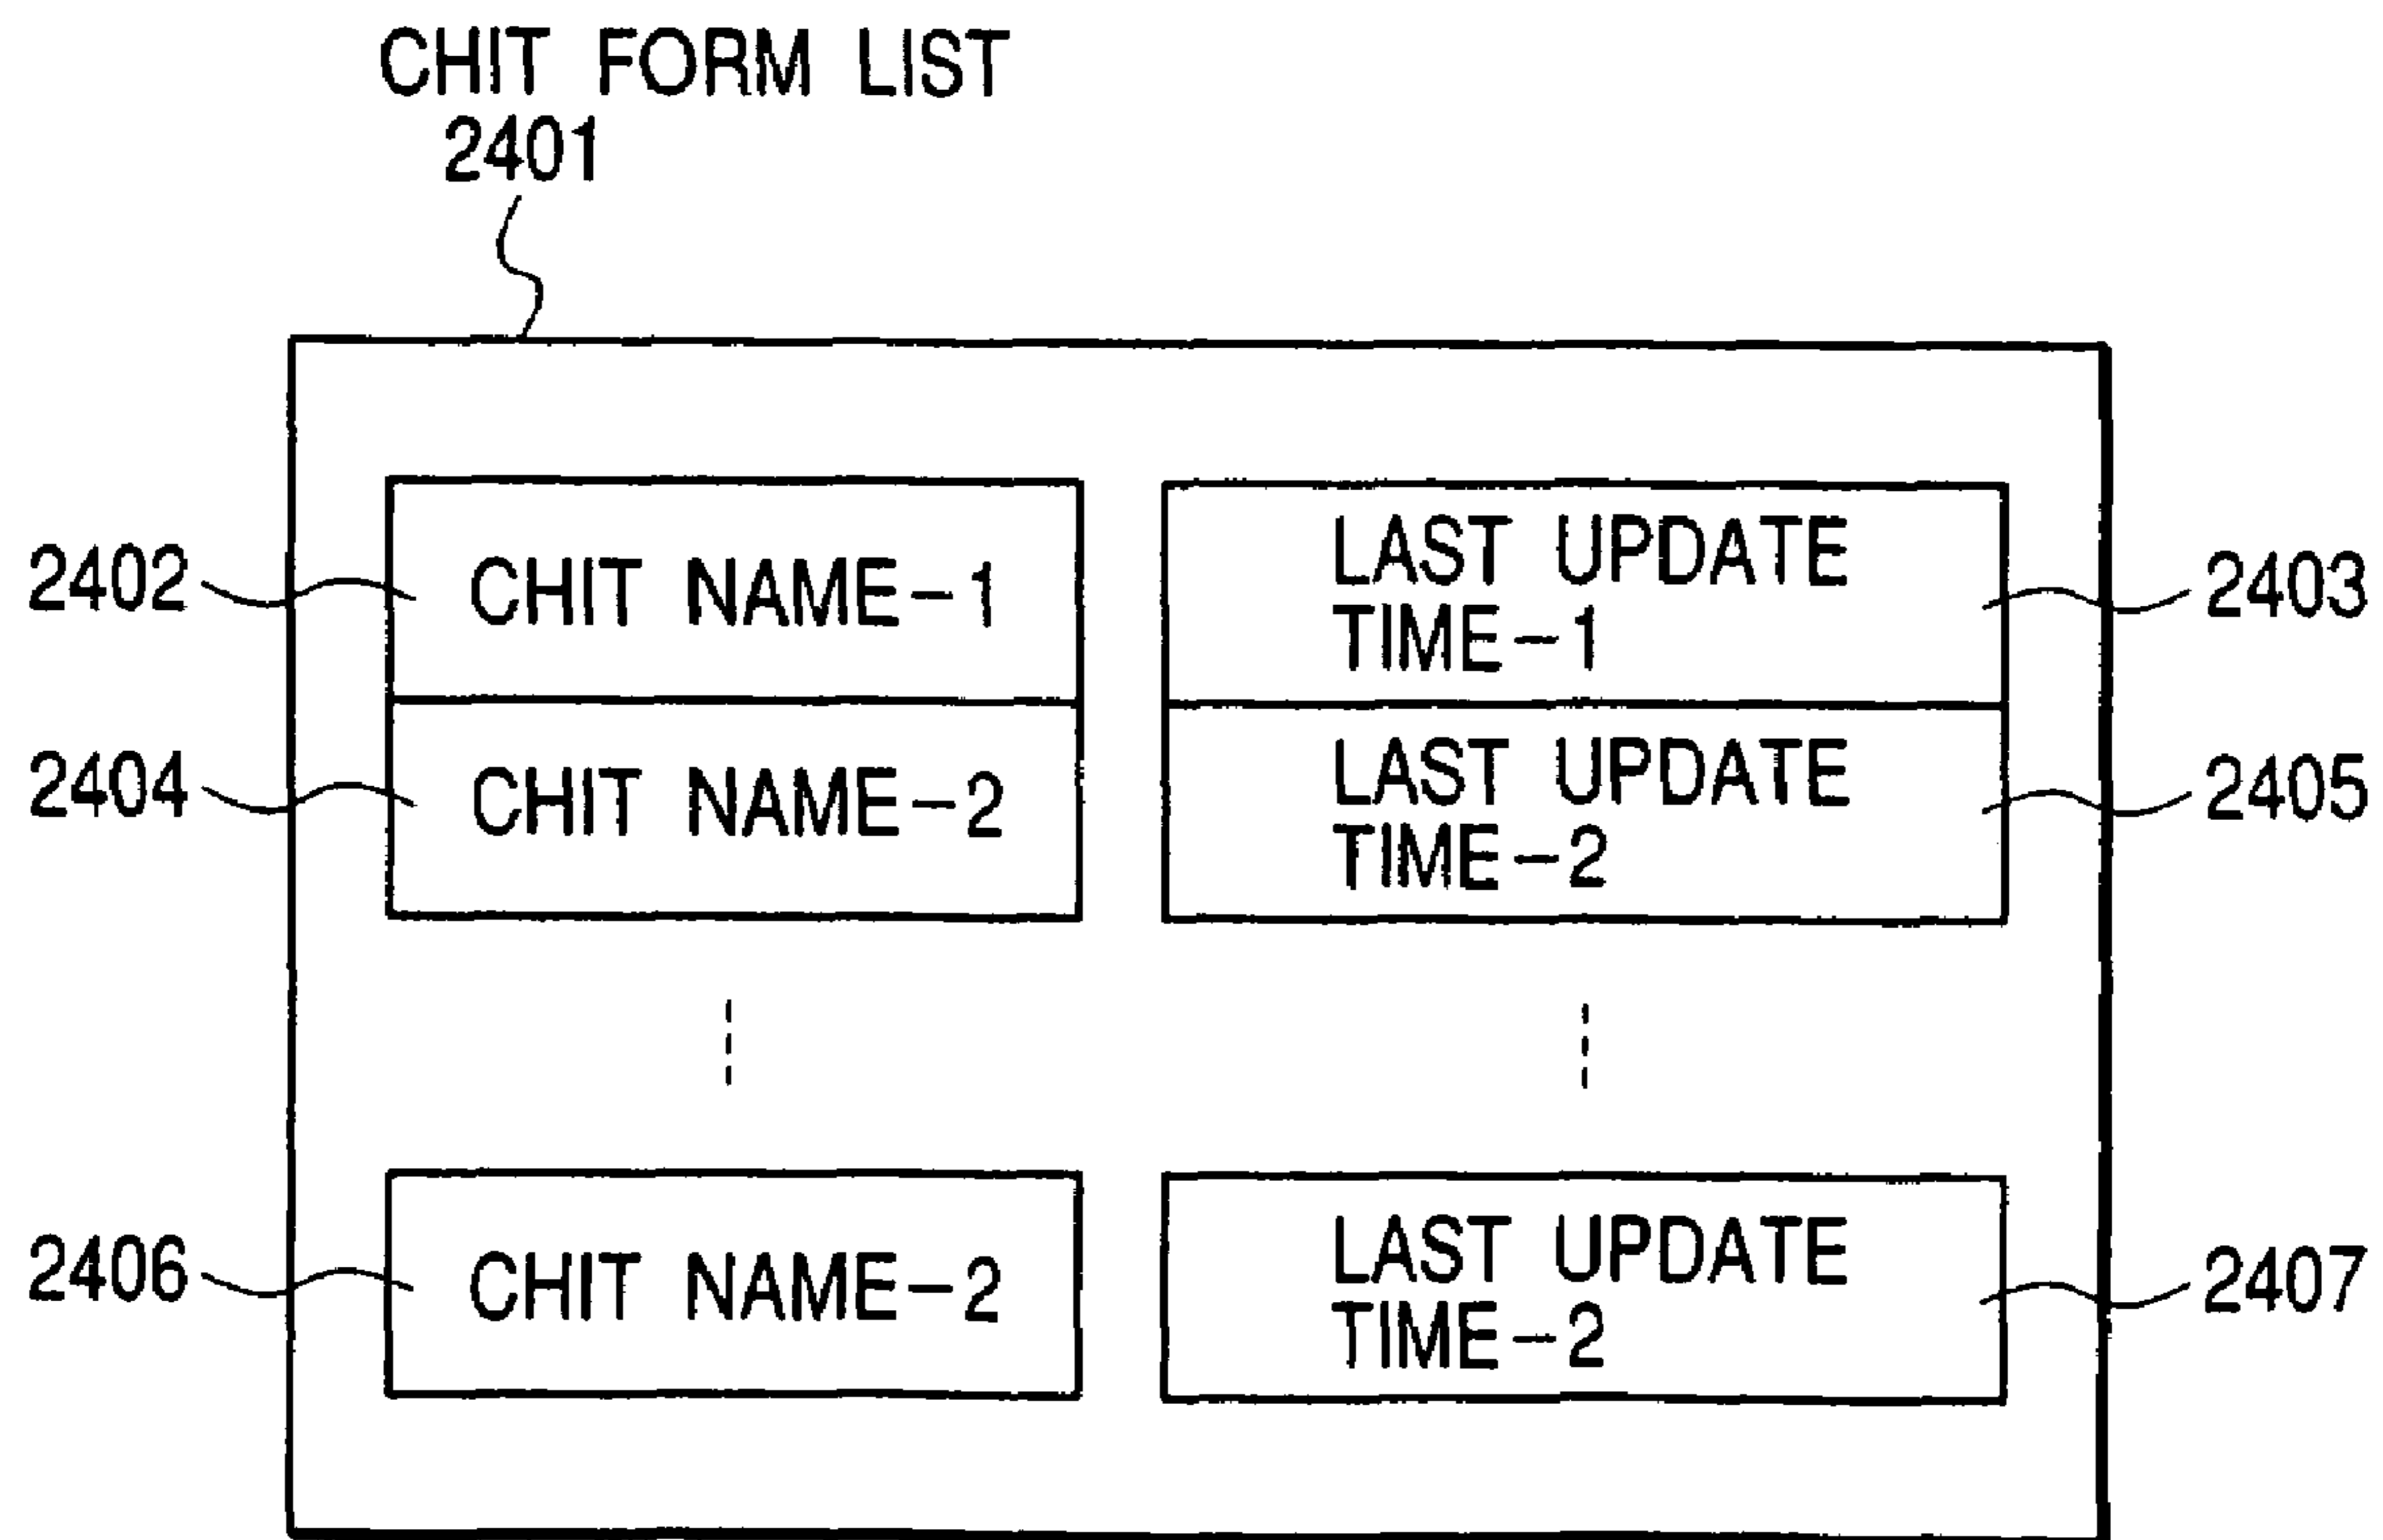 CHIT FORM LIST
2401
2402
CHIT NAME-1
LAST UPDATE
TIME-1
2403
2404
CHIT NAME-2
LAST UPDATE
TIME-2
2405
2406
CHIT NAME-2
LAST UPDATE
TIME-2
2407